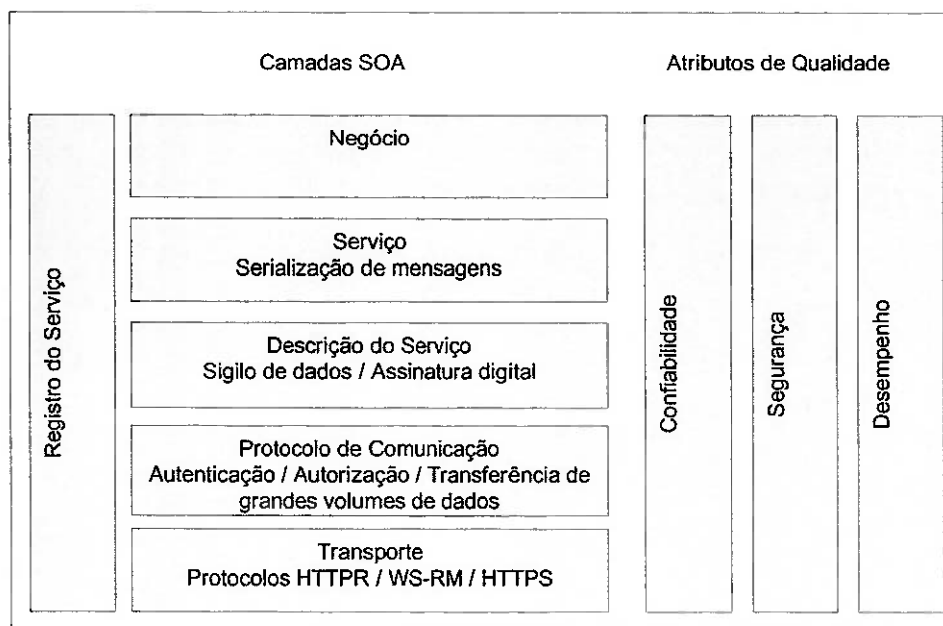 Camadas SOA
Atributos de Qualidade
Registro do Serviço
Negócio
Serviço
Serialização de mensagens
Descrição do Serviço
Sigilo de dados / Assinatura digital
Protocolo de Comunicação
Autenticação / Autorização / Transferência de
grandes volumes de dados
Transporte
Protocolos HTTPR / WS-RM / HTTPS
Confiabilidade
Segurança
Desempenho